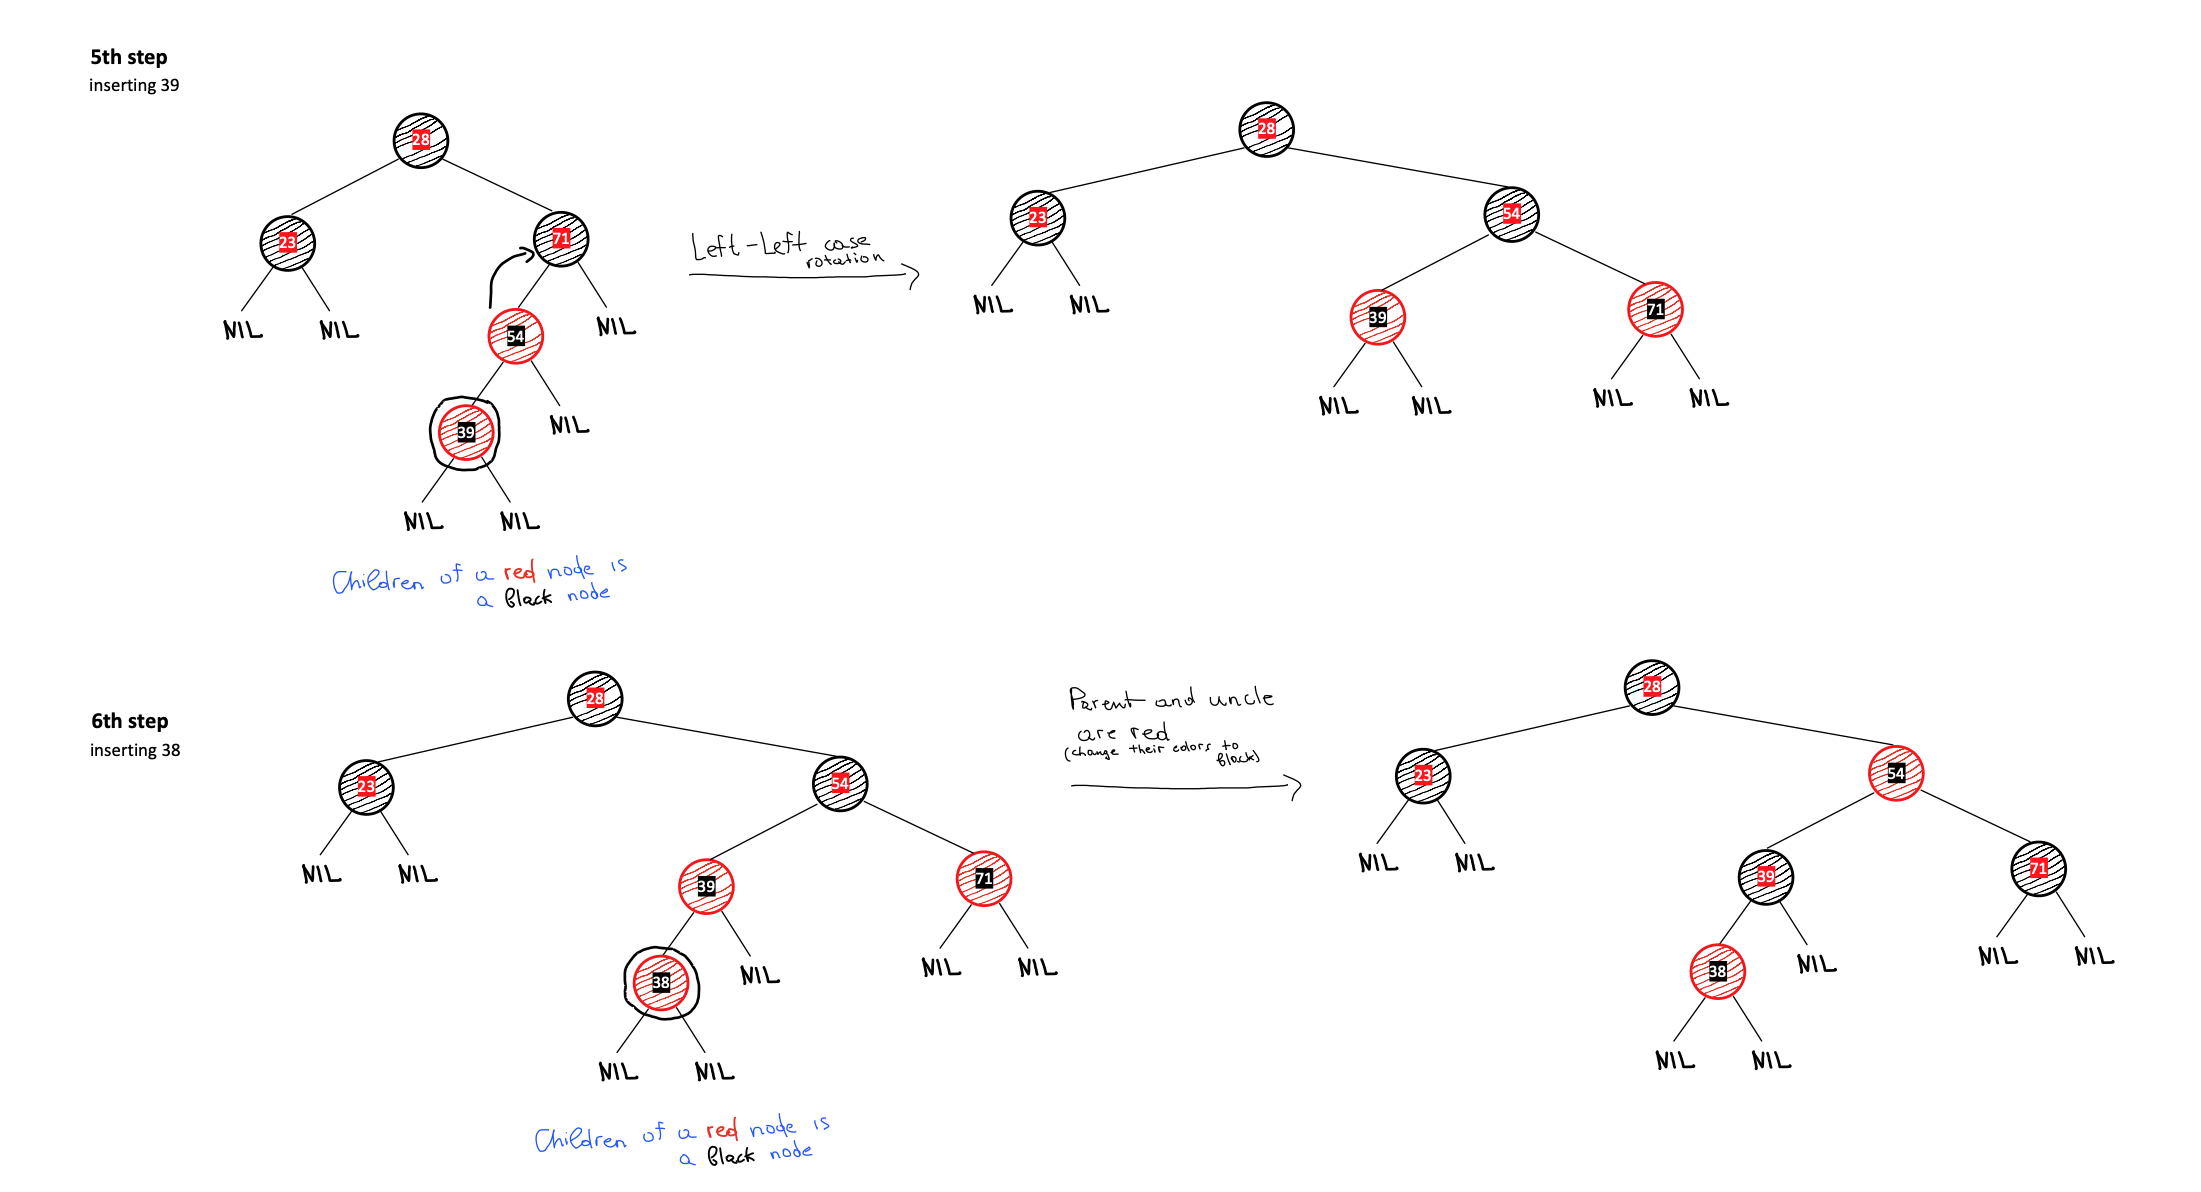 5th step
inserting 39
28
23
71
NIL
NIL
54
NIL
39
NIL
NIL
NIL
Children of a red node is
a black node
Left-Left case
rotation
28
23
54
NIL
NIL
39
71
NIL
NIL
NIL
NIL
6th step
inserting 38
28
23
54
NIL
NIL
39
71
38
NIL
NIL
NIL
NIL
NIL
Children of a red node is
a black node
Parent and uncle
are red
(change their colors to
black)
28
23
54
NIL
NIL
39
71
38
NIL
NIL
NIL
NIL
NIL